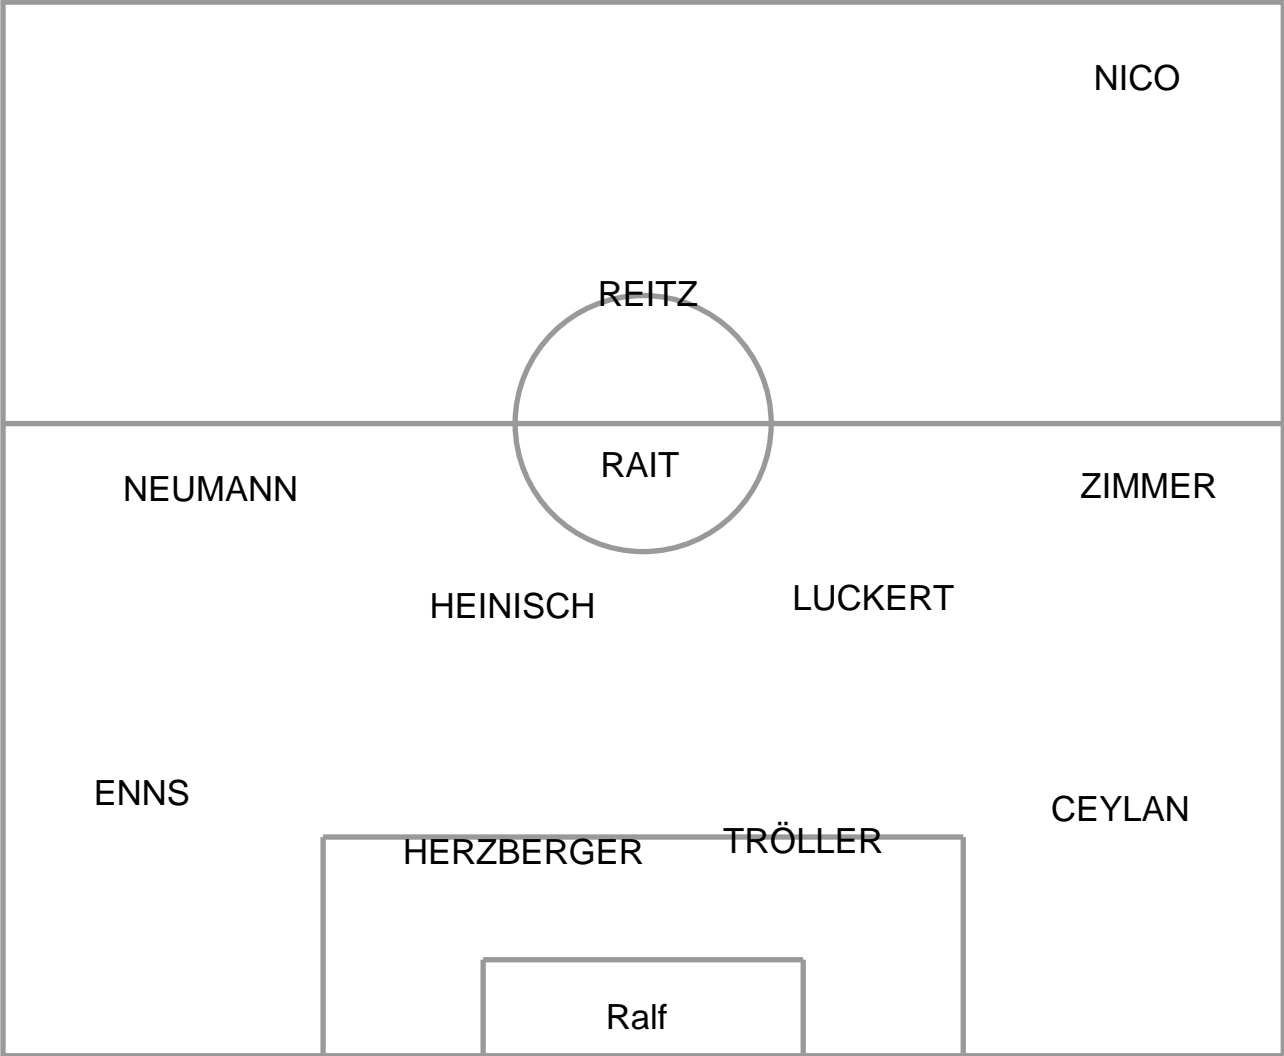 NICO
REITZ
RAIT
NEUMANN
ZIMMER
HEINISCH
LUCKERT
ENNS
CEYLAN
HERZBERGER
TRÖLLER
Ralf